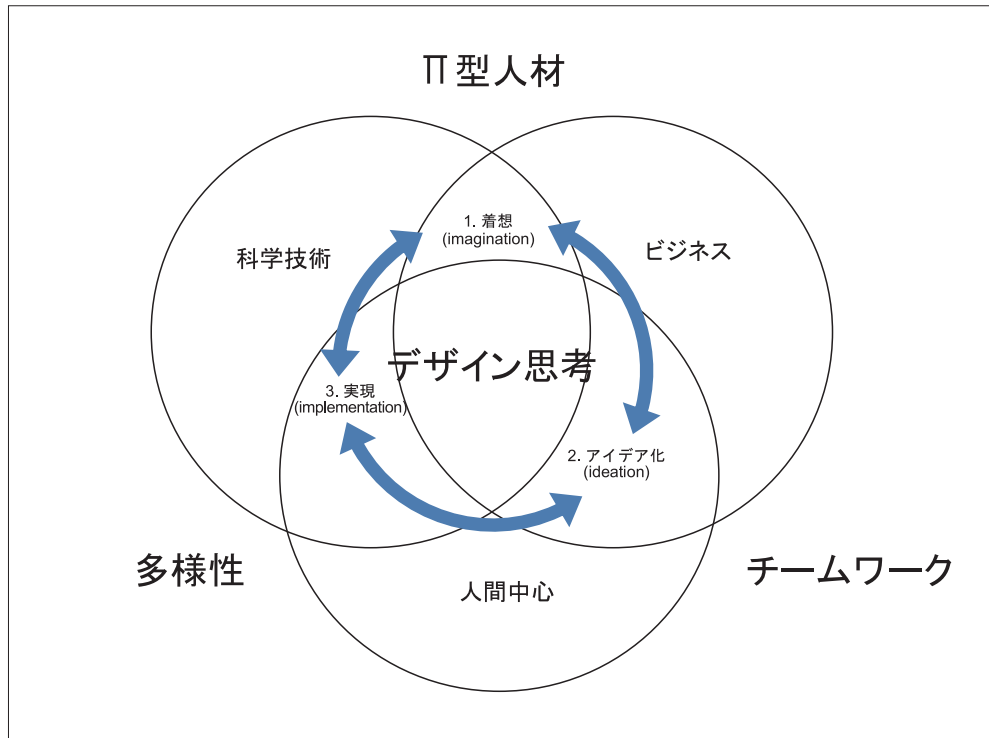 Π型人材
1. 着想
(imagination)
科学技術
ビジネス
デザイン思考
3. 実現
(implementation)
2. アイデア化
(ideation)
多様性
チームワーク
人間中心